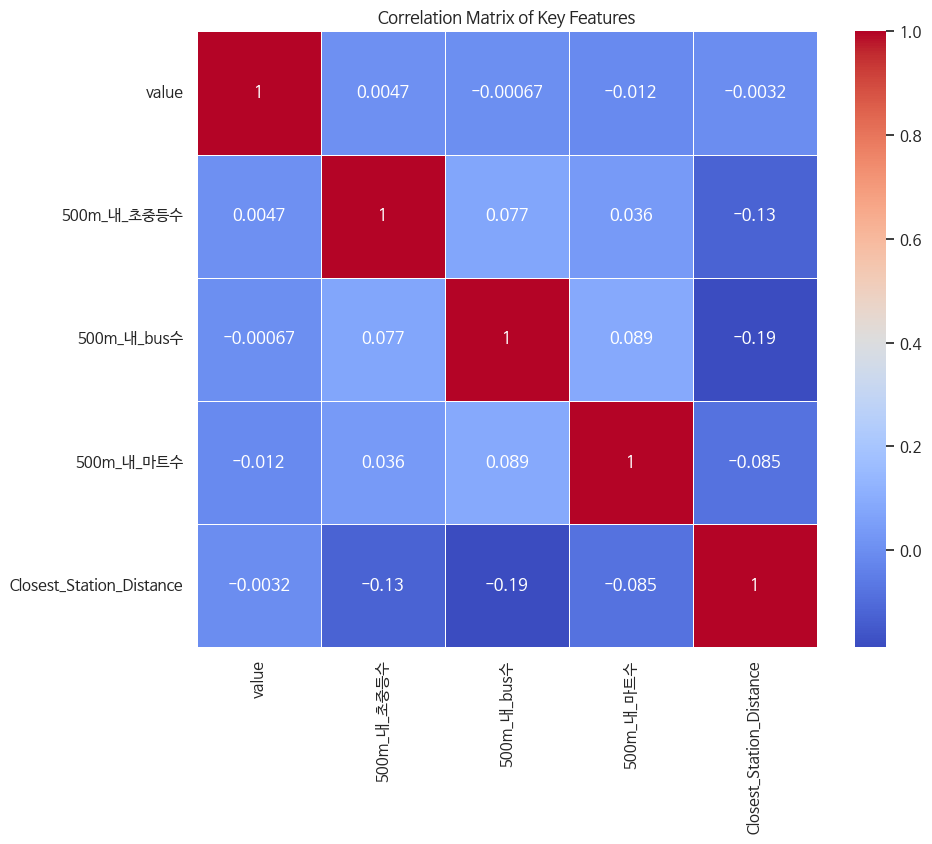 Correlation Matrix of Key Features
value
1
0.0047
−0.00067
−0.012
−0.0032
500m_내_초중등수
0.0047
1
0.077
0.036
−0.13
500m_내_bus수
−0.00067
0.077
1
0.089
−0.19
500m_내_마트수
−0.012
0.036
0.089
1
−0.085
Closest_Station_Distance
−0.0032
−0.13
−0.19
−0.085
1
value
500m_내_초중등수
500m_내_bus수
500m_내_마트수
Closest_Station_Distance
1.0
0.8
0.6
0.4
0.2
0.0